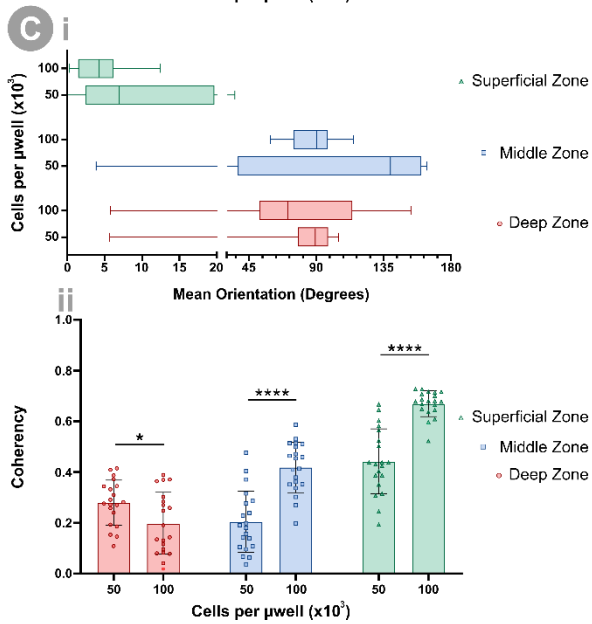 C i
Cells per µwell (x10³)
100
50
100
50
100
50
0 5 10 15 20 45 90 135 180
Mean Orientation (Degrees)
Superficial Zone
Middle Zone
Deep Zone
ii
Coherency
1.0
0.8
0.6
0.4
0.2
0.0
*
****
****
50 100 50 100 50 100
Cells per µwell (x10³)
Superficial Zone
Middle Zone
Deep Zone